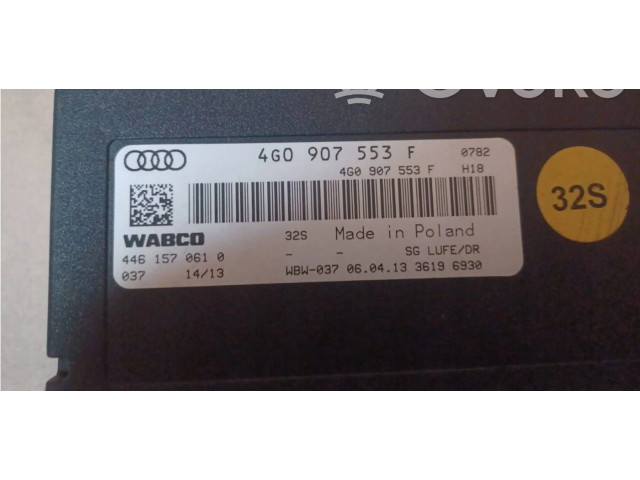 4G0 907 553 F 0782
4G0 907 553 F H18
WABCO 32S Made in Poland
446 157 061 0 - - SG LUFE/DR
037 14/13 WBW-037 06.04.13 3619 6930
32S